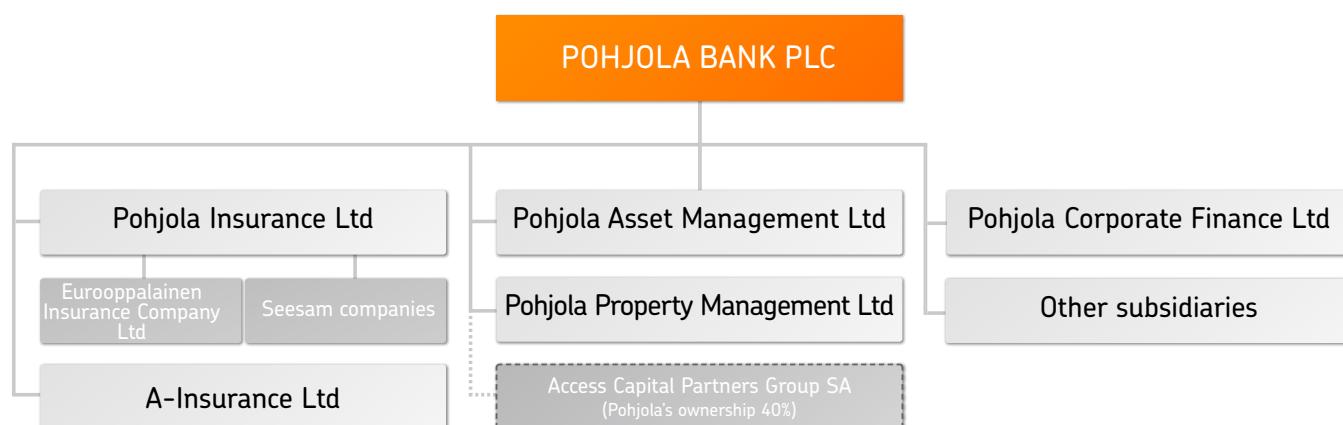 POHJOLA BANK PLC
Pohjola Insurance Ltd
Pohjola Asset Management Ltd
Pohjola Corporate Finance Ltd
Eurooppalainen
Insurance Company
Ltd
Seesam companies
Pohjola Property Management Ltd
Other subsidiaries
A-Insurance Ltd
Access Capital Partners Group SA
(Pohjola's ownership 40%)